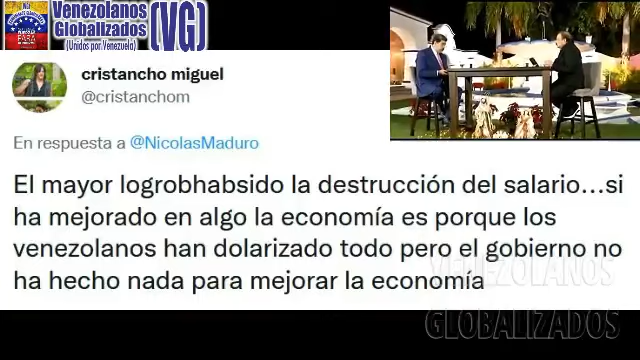 Venezolanos
Globalizados
(Unidos por Venezuela)
(VG)
cristancho miguel
@cristanchom
En respuesta a @NicolasMaduro
El mayor logrobhabsido la destrucción del salario...si
ha mejorado en algo la economía es porque los
venezolanos han dolarizado todo pero el gobierno no
ha hecho nada para mejorar la economía
VENEZOLANOS
GLOBALIZADOS